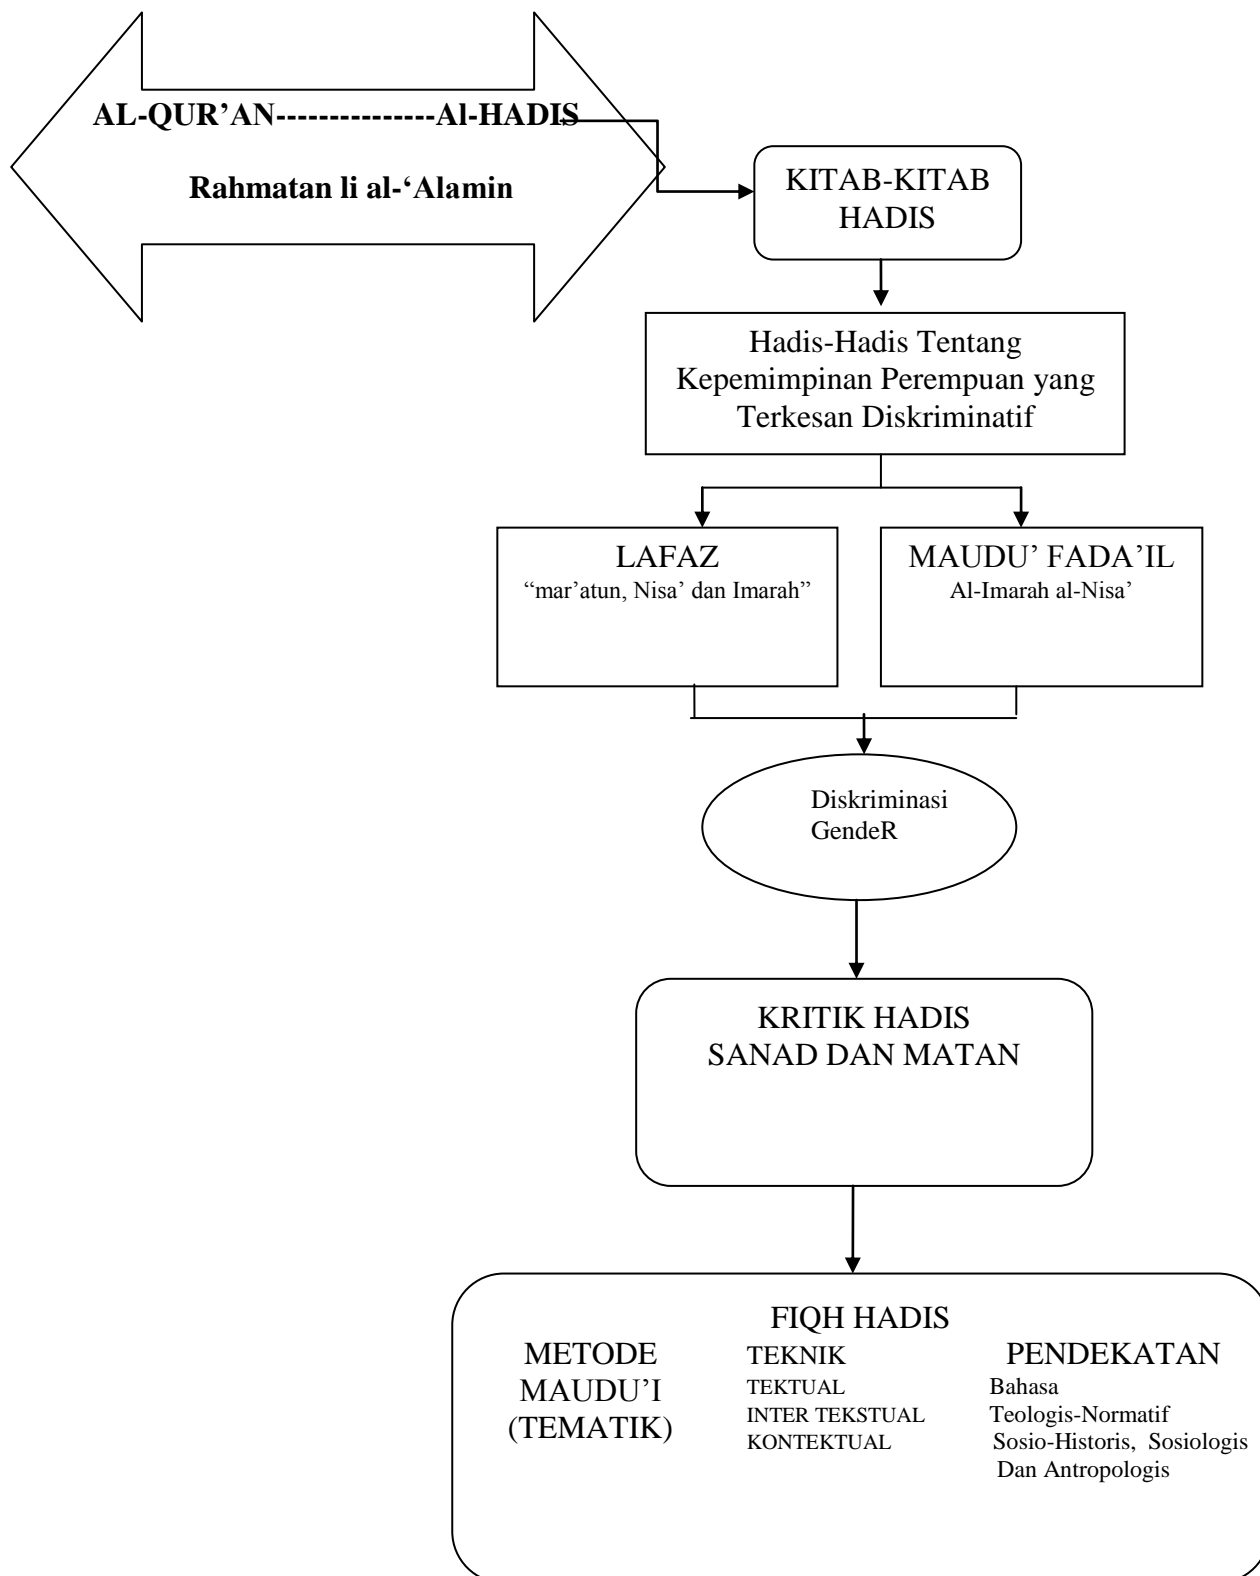 AL-QUR’AN---------------Al-HADIS
Rahmatan li al-‘Alamin
KITAB-KITAB
HADIS
Hadis-Hadis Tentang
Kepemimpinan Perempuan yang
Terkesan Diskriminatif
LAFAZ
“mar’atun, Nisa’ dan Imarah”
MAUDU’ FADA’IL
Al-Imarah al-Nisa’
Diskriminasi
GendeR
KRITIK HADIS
SANAD DAN MATAN
FIQH HADIS
METODE
MAUDU’I
(TEMATIK)
TEKNIK
TEKTUAL
INTER TEKSTUAL
KONTEKTUAL
PENDEKATAN
Bahasa
Teologis-Normatif
Sosio-Historis, Sosiologis
Dan Antropologis